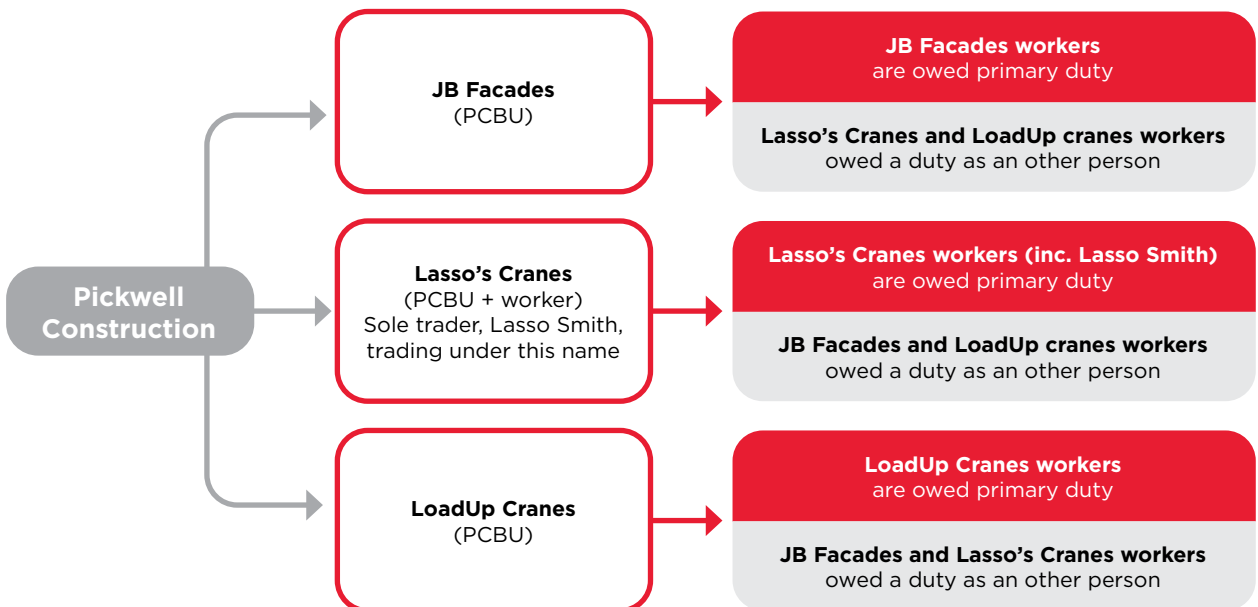 Pickwell
Construction
JB Facades
(PCBU)
JB Facades workers
are owed primary duty
Lasso’s Cranes and LoadUp cranes workers
owed a duty as an other person
Lasso’s Cranes
(PCBU + worker)
Sole trader, Lasso Smith,
trading under this name
Lasso’s Cranes workers (inc. Lasso Smith)
are owed primary duty
JB Facades and LoadUp cranes workers
owed a duty as an other person
LoadUp Cranes
(PCBU)
LoadUp Cranes workers
are owed primary duty
JB Facades and Lasso’s Cranes workers
owed a duty as an other person